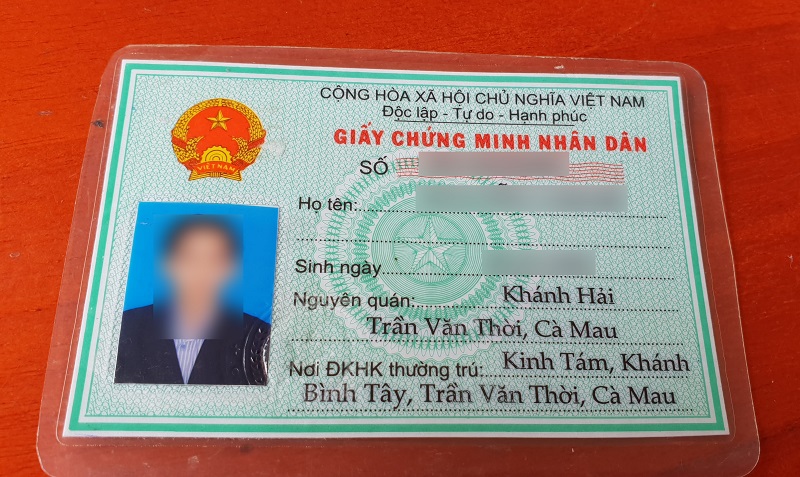 CỘNG HÒA XÃ HỘI CHỦ NGHĨA VIỆT NAM
Độc lập - Tự do - Hạnh phúc
GIẤY CHỨNG MINH NHÂN DÂN
VIỆT NAM
SỐ
Họ tên:
Sinh ngày
Nguyên quán: Khánh Hải
Trần Văn Thời, Cà Mau
Nơi ĐKHK thường trú: Kinh Tám, Khánh
Bình Tây, Trần Văn Thời, Cà Mau